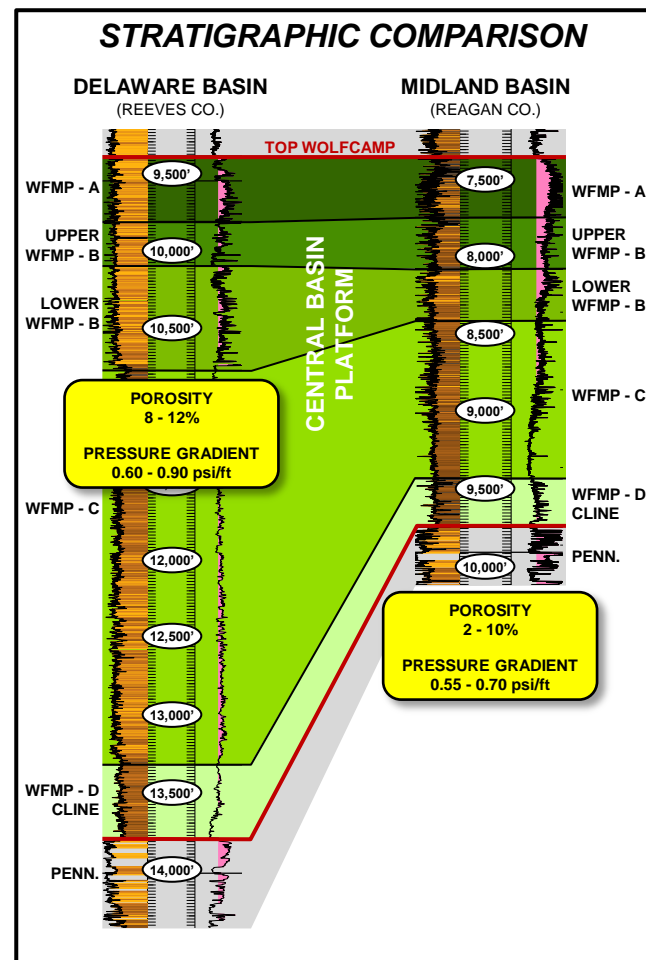 STRATIGRAPHIC COMPARISON
DELAWARE BASIN
(REEVES CO.)
MIDLAND BASIN
(REAGAN CO.)
TOP WOLFCAMP
WFMP - A
UPPER
WFMP - B
LOWER
WFMP - B
WFMP - C
WFMP - D
CLINE
PENN.
9,500'
10,000'
10,500'
12,000'
12,500'
13,000'
13,500'
14,000'
POROSITY
8 - 12%
PRESSURE GRADIENT
0.60 - 0.90 psi/ft
CENTRAL BASIN
PLATFORM
7,500'
8,000'
8,500'
9,000'
9,500'
10,000'
WFMP - A
UPPER
WFMP - B
LOWER
WFMP - B
WFMP - C
WFMP - D
CLINE
PENN.
POROSITY
2 - 10%
PRESSURE GRADIENT
0.55 - 0.70 psi/ft